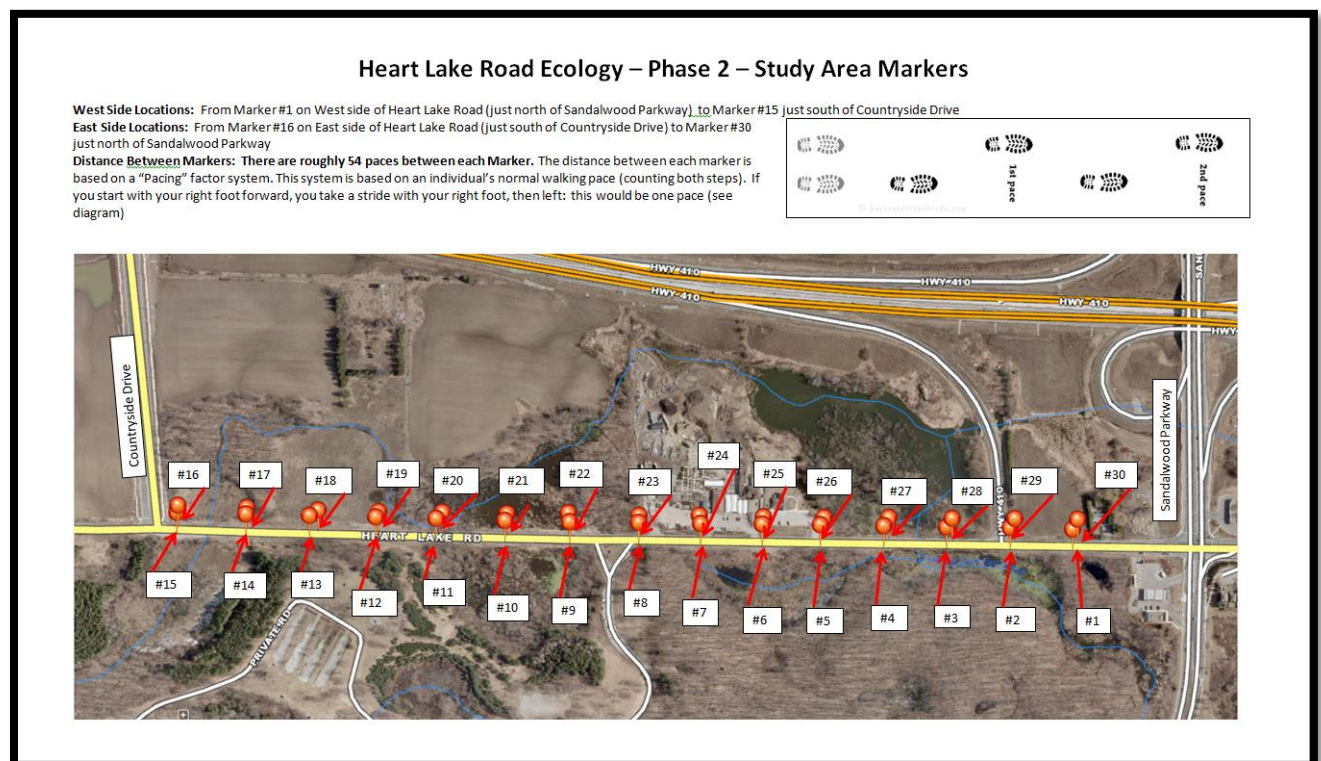 Heart Lake Road Ecology – Phase 2 – Study Area Markers
West Side Locations: From Marker #1 on West side of Heart Lake Road (just north of Sandalwood Parkway) to Marker #15 just south of Countryside Drive
East Side Locations: From Marker #16 on East side of Heart Lake Road (just south of Countryside Drive) to Marker #30
just north of Sandalwood Parkway
Distance Between Markers: There are roughly 54 paces between each Marker. The distance between each marker is
based on a “Pacing” factor system. This system is based on an individual’s normal walking pace (counting both steps). If
you start with your right foot forward, you take a stride with your right foot, then left: this would be one pace (see
diagram)
1st pace
2nd pace
HWY 410
HWY 410
HWY 410
HWY 410
HWY
SAN
Countryside Drive
Sandalwood Parkway
#16
#17
#18
#19
#20
#21
#22
#23
#24
#25
#26
#27
#28
#29
#30
HWY 410
HEART LAKE RD
#15
#14
#13
#12
#11
#10
#9
#8
#7
#6
#5
#4
#3
#2
#1
PRIVATE RD